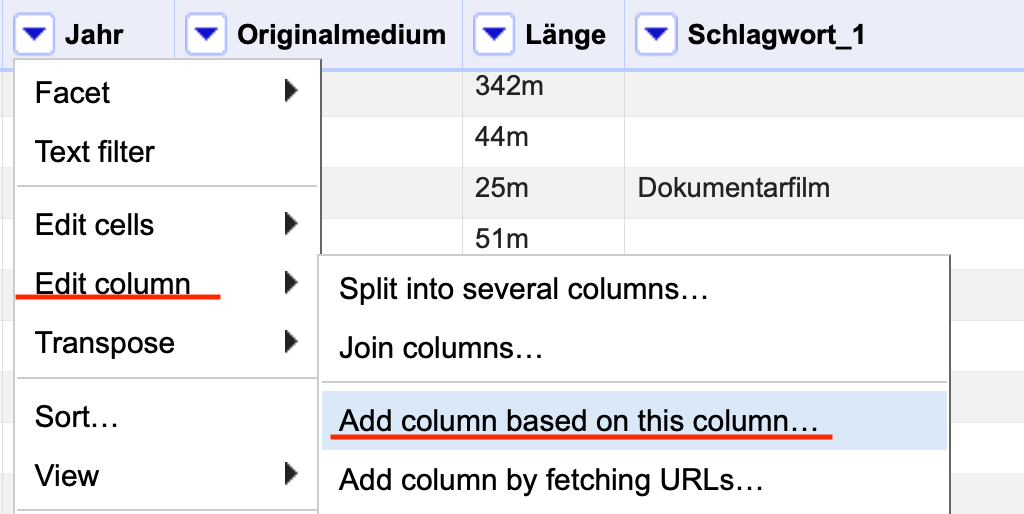 Jahr Originalmedium Länge Schlagwort_1
Facet
342m
Text filter
44m
25m Dokumentarfilm
Edit cells
51m
Edit column
Split into several columns…
Transpose
Join columns…
Sort…
Add column based on this column…
View
Add column by fetching URLs…